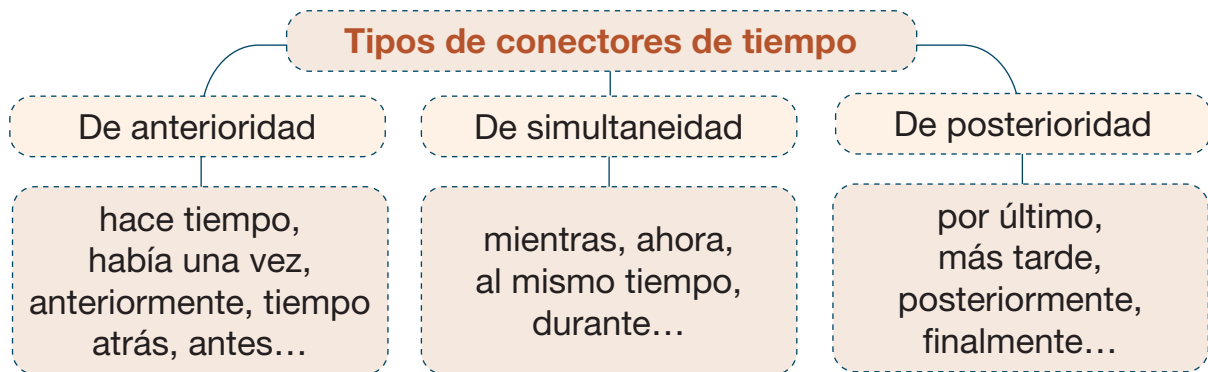 Tipos de conectores de tiempo
De anterioridad
hace tiempo,
había una vez,
anteriormente, tiempo
atrás, antes…
De simultaneidad
mientras, ahora,
al mismo tiempo,
durante…
De posterioridad
por último,
más tarde,
posteriormente,
finalmente…